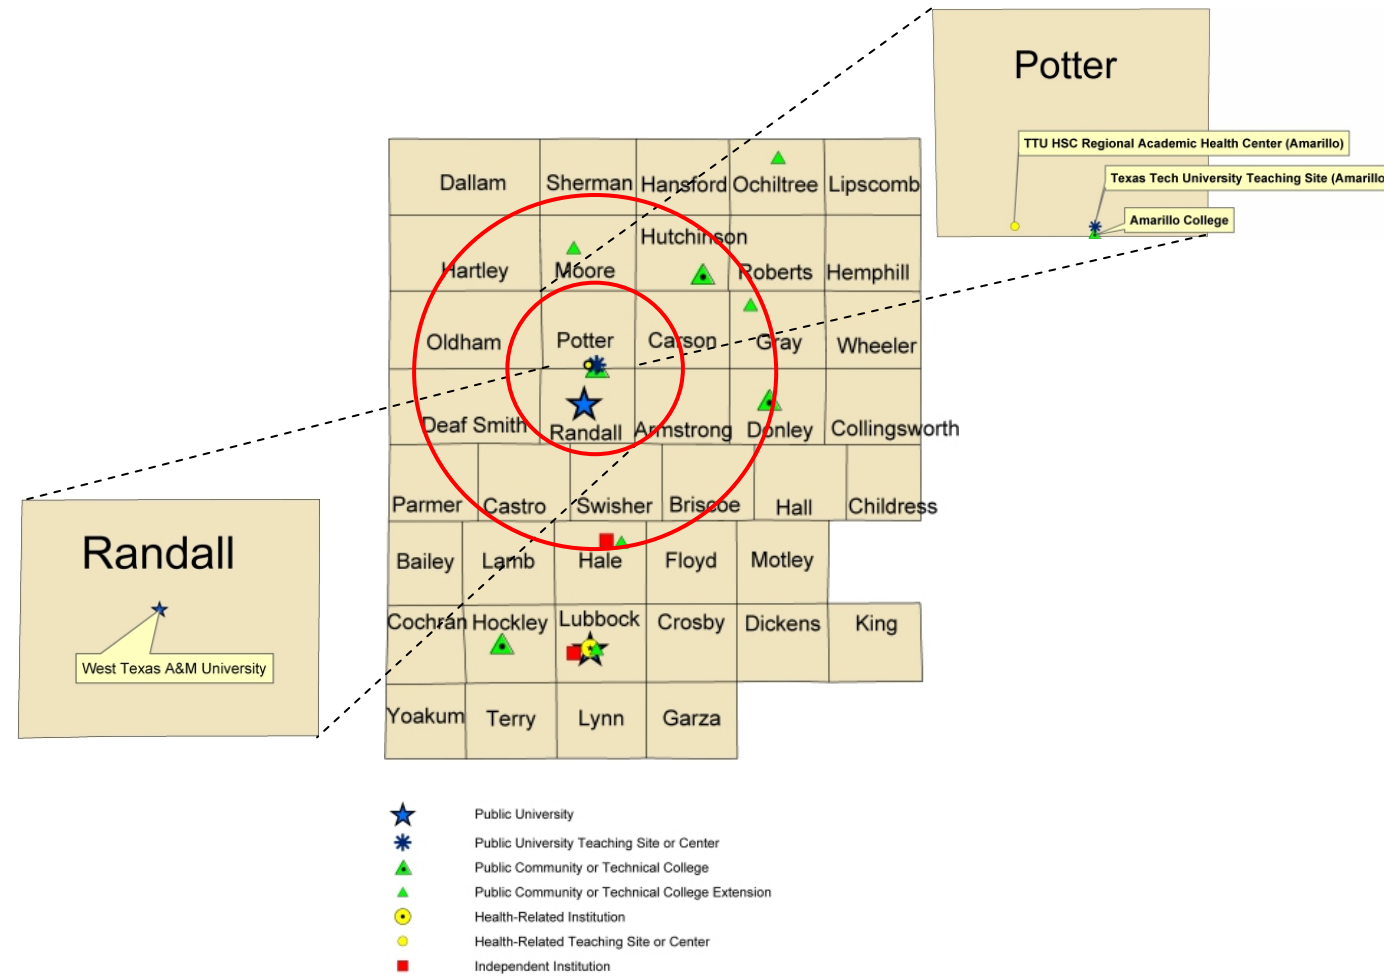 Potter
TTU HSC Regional Academic Health Center (Amarillo)
Texas Tech University Teaching Site (Amarillo
Amarillo College
Dallam Sherman Hansford Ochiltree Lipscomb
Hutchinson
Hartley Moore Roberts Hemphill
Oldham Potter Carson Gray Wheeler
Deaf Smith Randall Armstrong Donley Collingsworth
Parmer Castro Swisher Briscoe Hall Childress
Randall
West Texas A&M University
Bailey Lamb Hale Floyd Motley
Cochran Hockley Lubbock Crosby Dickens King
Yoakum Terry Lynn Garza
Public University
Public University Teaching Site or Center
Public Community or Technical College
Public Community or Technical College Extension
Health-Related Institution
Health-Related Teaching Site or Center
Independent Institution